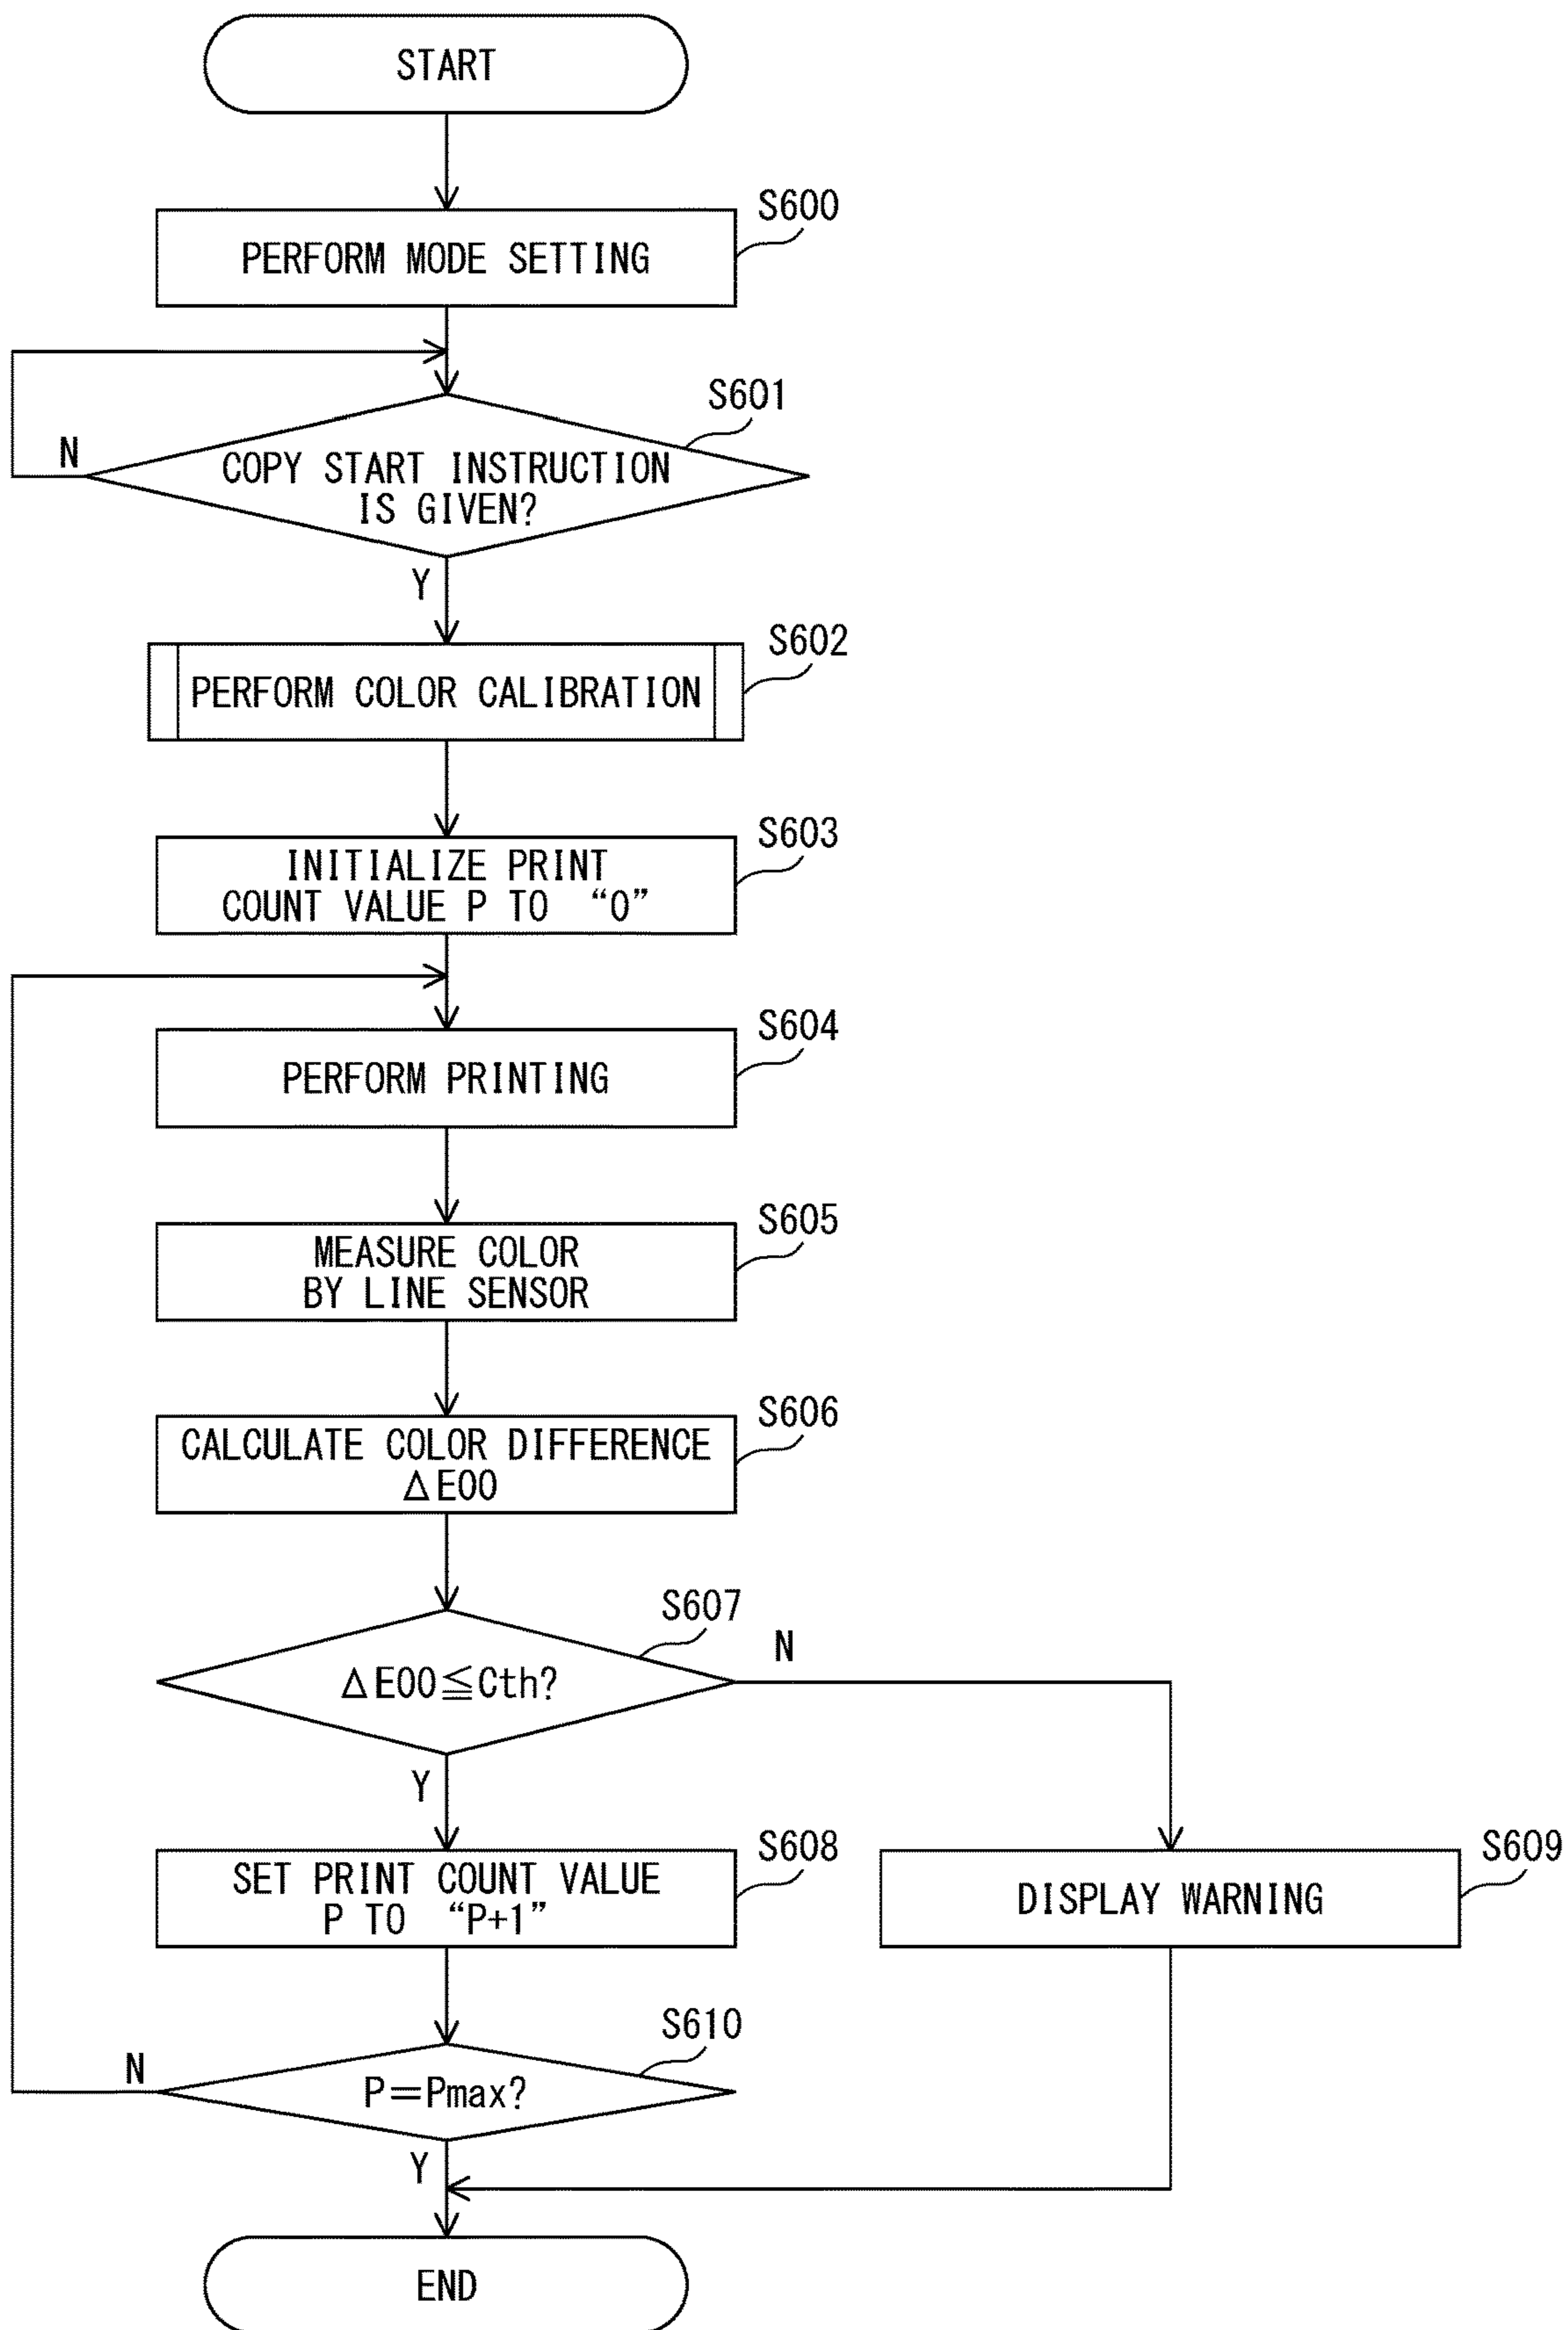 START
S600
PERFORM MODE SETTING
S601
N
COPY START INSTRUCTION
IS GIVEN?
Y
S602
PERFORM COLOR CALIBRATION
S603
INITIALIZE PRINT
COUNT VALUE P TO “0”
S604
PERFORM PRINTING
S605
MEASURE COLOR
BY LINE SENSOR
S606
CALCULATE COLOR DIFFERENCE
ΔE00
S607
N
ΔE00≦Cth?
Y
S608
SET PRINT COUNT VALUE
P TO “P+1”
S609
DISPLAY WARNING
S610
N
P=Pmax?
Y
END